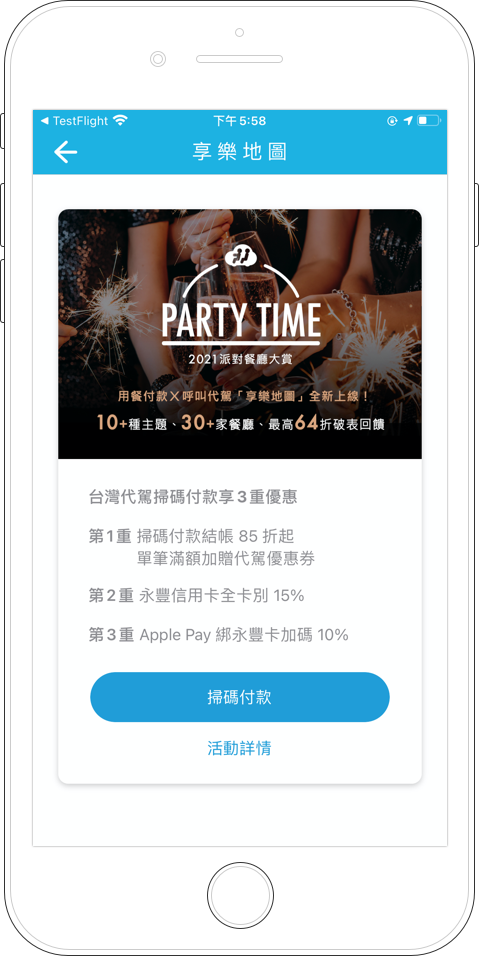 TestFlight
下午5:58
享樂地圖
PARTY TIME
2021派對餐廳大賞
用餐付款X呼叫代駕「享樂地圖」全新上線！
10+種主題、30+家餐廳、最高64折破表回饋
台灣代駕掃碼付款享3重優惠
第1重 掃碼付款結帳 85 折起
單筆滿額加贈代駕優惠券
第2重 永豐信用卡全卡別 15%
第3重 Apple Pay 綁永豐卡加碼 10%
掃碼付款
活動詳情